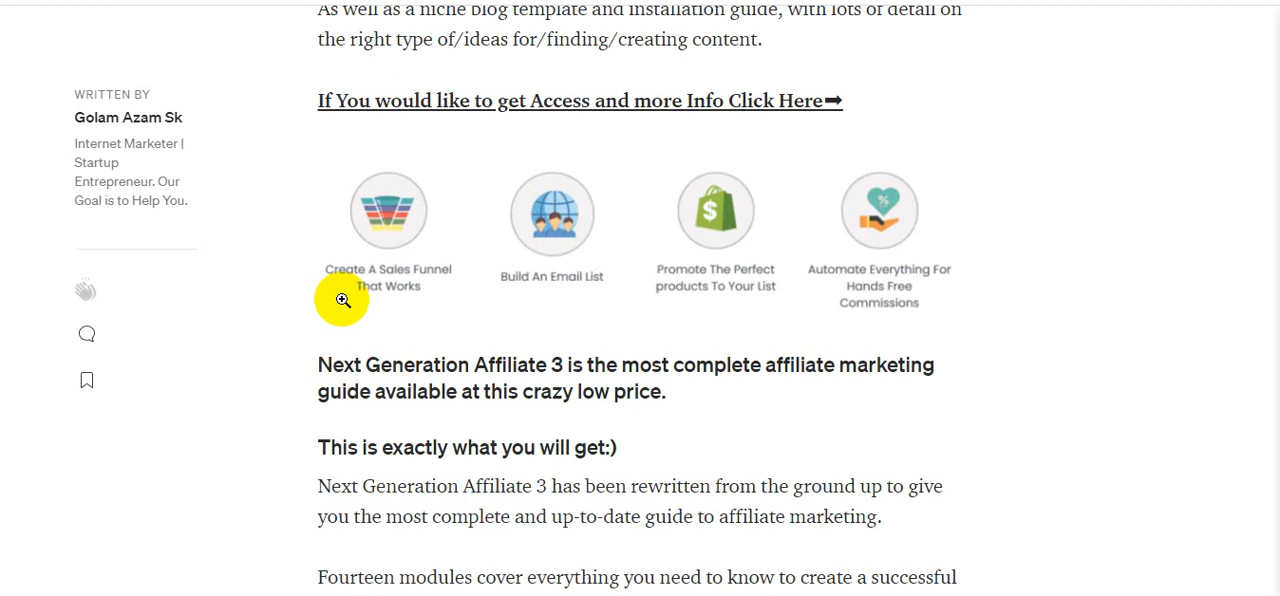 As well as a niche blog template and installation guide, with lots of detail on
the right type of/ideas for/finding/creating content.
WRITTEN BY
Golam Azam Sk
Internet Marketer |
Startup
Entrepreneur. Our
Goal is to Help You.
If You would like to get Access and more Info Click Here➡
%
$
Create A Sales Funnel
That Works
Build An Email List
Promote The Perfect
products To Your List
Automate Everything For
Hands Free
Commissions
Next Generation Affiliate 3 is the most complete affiliate marketing
guide available at this crazy low price.
This is exactly what you will get:)
Next Generation Affiliate 3 has been rewritten from the ground up to give
you the most complete and up-to-date guide to affiliate marketing.
Fourteen modules cover everything you need to know to create a successful